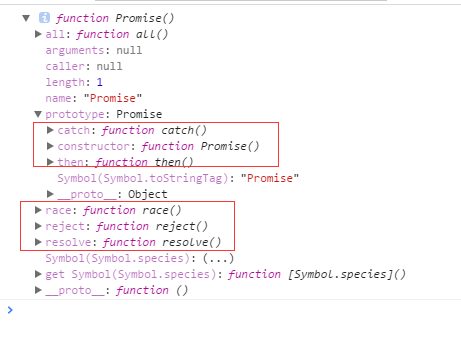 function Promise()
all: function all()
arguments: null
caller: null
length: 1
name: "Promise"
prototype: Promise
catch: function catch()
constructor: function Promise()
then: function then()
Symbol(Symbol.toStringTag): "Promise"
__proto__: Object
race: function race()
reject: function reject()
resolve: function resolve()
Symbol(Symbol.species): (...)
get Symbol(Symbol.species): function [Symbol.species]()
__proto__: function ()